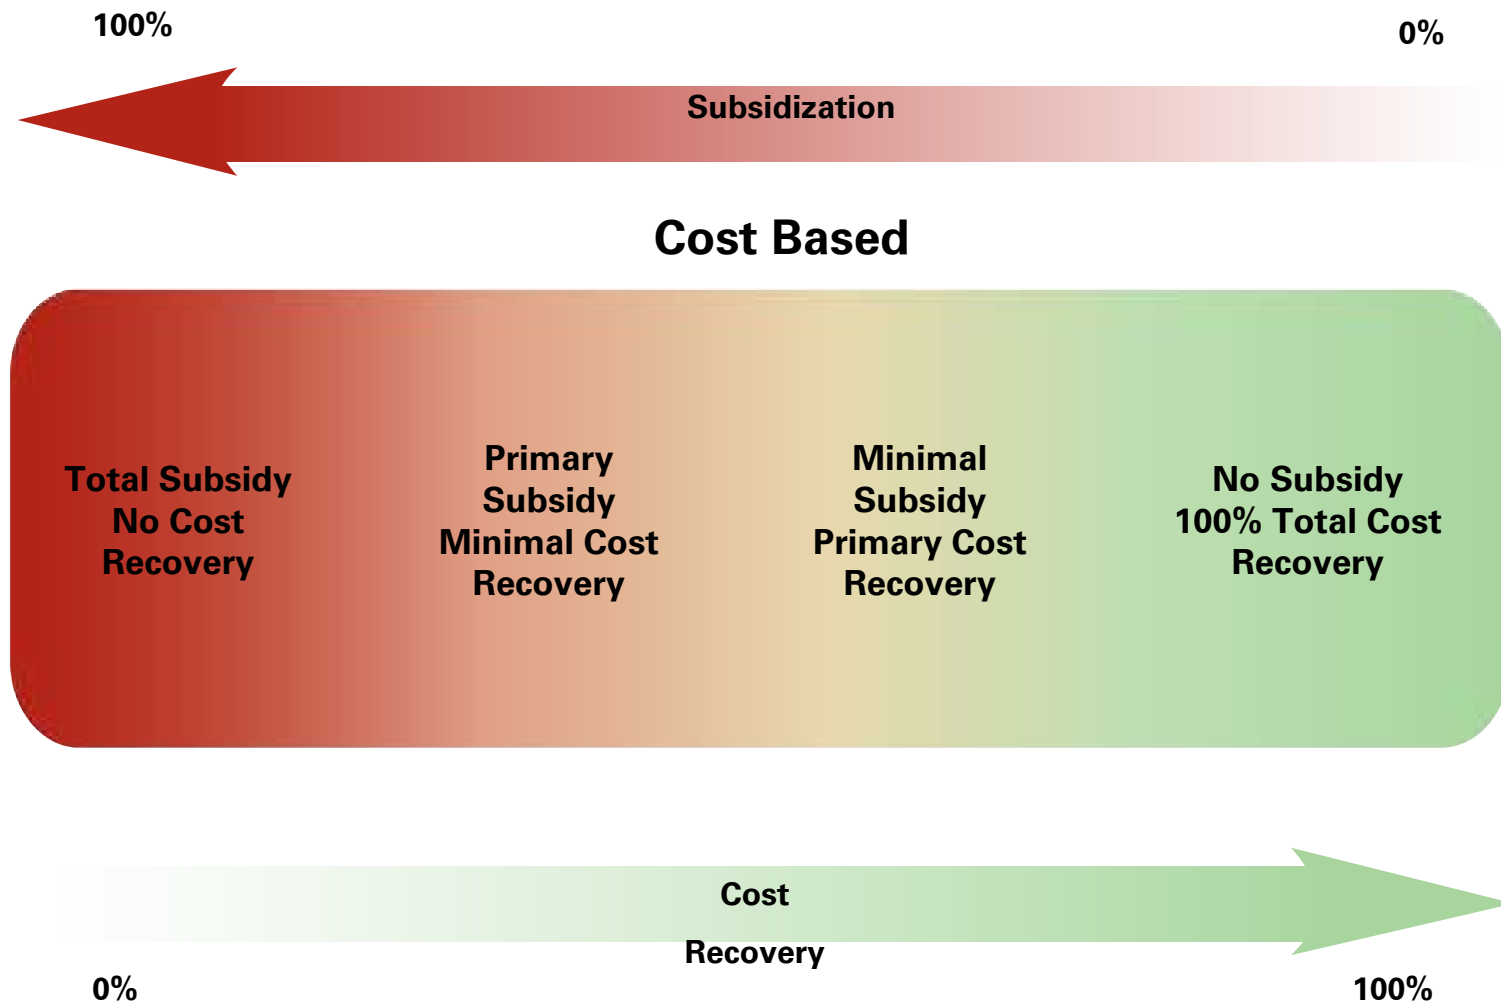 100%
0%
Subsidization
Cost Based
Total Subsidy
No Cost
Recovery
Primary
Subsidy
Minimal Cost
Recovery
Minimal
Subsidy
Primary Cost
Recovery
No Subsidy
100% Total Cost
Recovery
Cost
Recovery
0%
100%